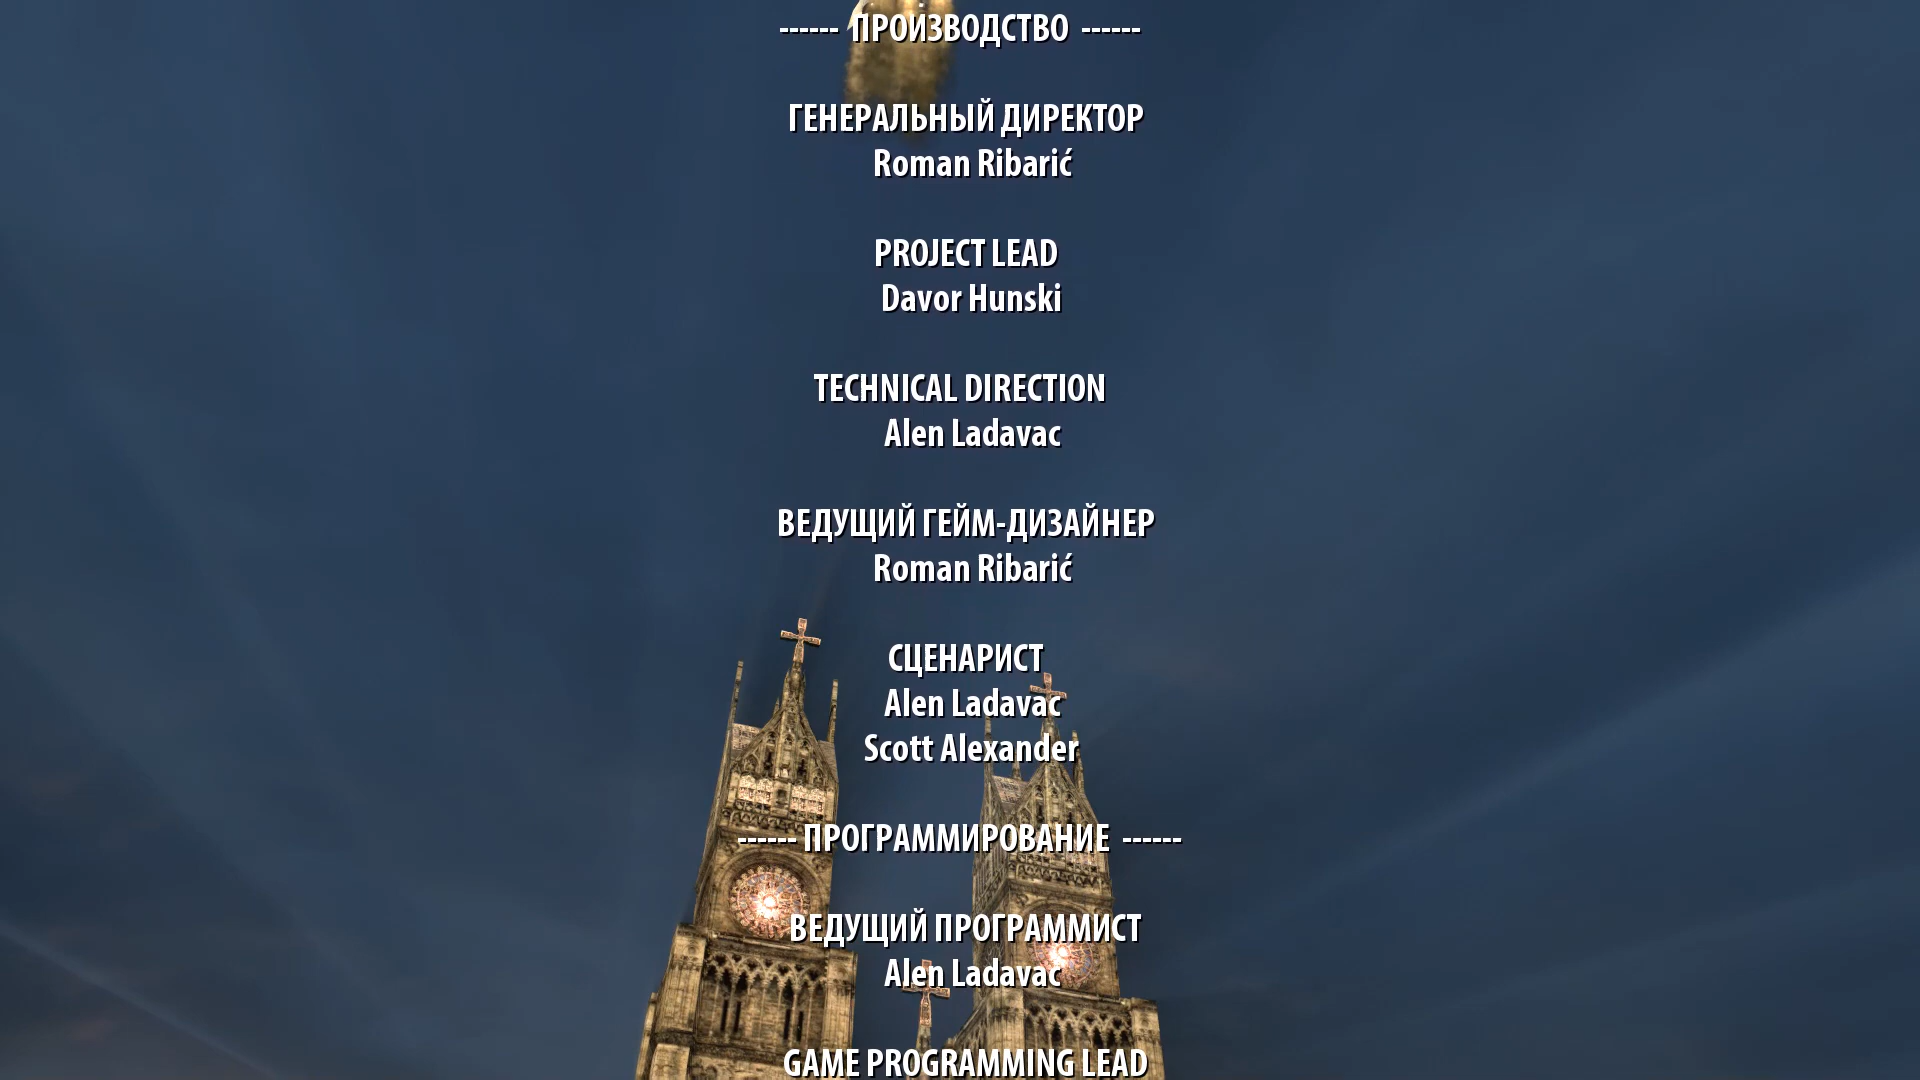 ------ ПРОИЗВОДСТВО ------
ГЕНЕРАЛЬНЫЙ ДИРЕКТОР
Roman Ribarić
PROJECT LEAD
Davor Hunski
TECHNICAL DIRECTION
Alen Ladavac
ВЕДУЩИЙ ГЕЙМ-ДИЗАЙНЕР
Roman Ribarić
СЦЕНАРИСТ
Alen Ladavac
Scott Alexander
------ ПРОГРАММИРОВАНИЕ ------
ВЕДУЩИЙ ПРОГРАММИСТ
Alen Ladavac
GAME PROGRAMMING LEAD